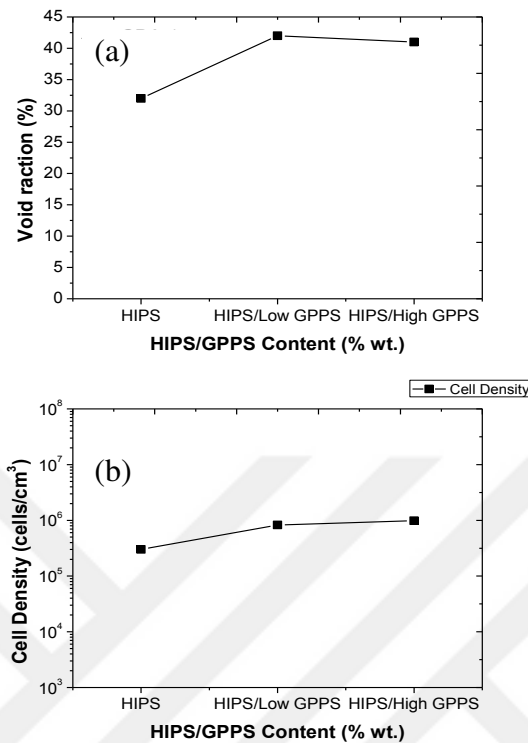 (a)
45
40
35
30
25
20
15
10
5
0
Void raction (%)
HIPS HIPS/Low GPPS HIPS/High GPPS
HIPS/GPPS Content (% wt.)
Cell Density
(b)
10⁸
10⁷
10⁶
10⁵
10⁴
10³
Cell Density (cells/cm³)
HIPS HIPS/Low GPPS HIPS/High GPPS
HIPS/GPPS Content (% wt.)